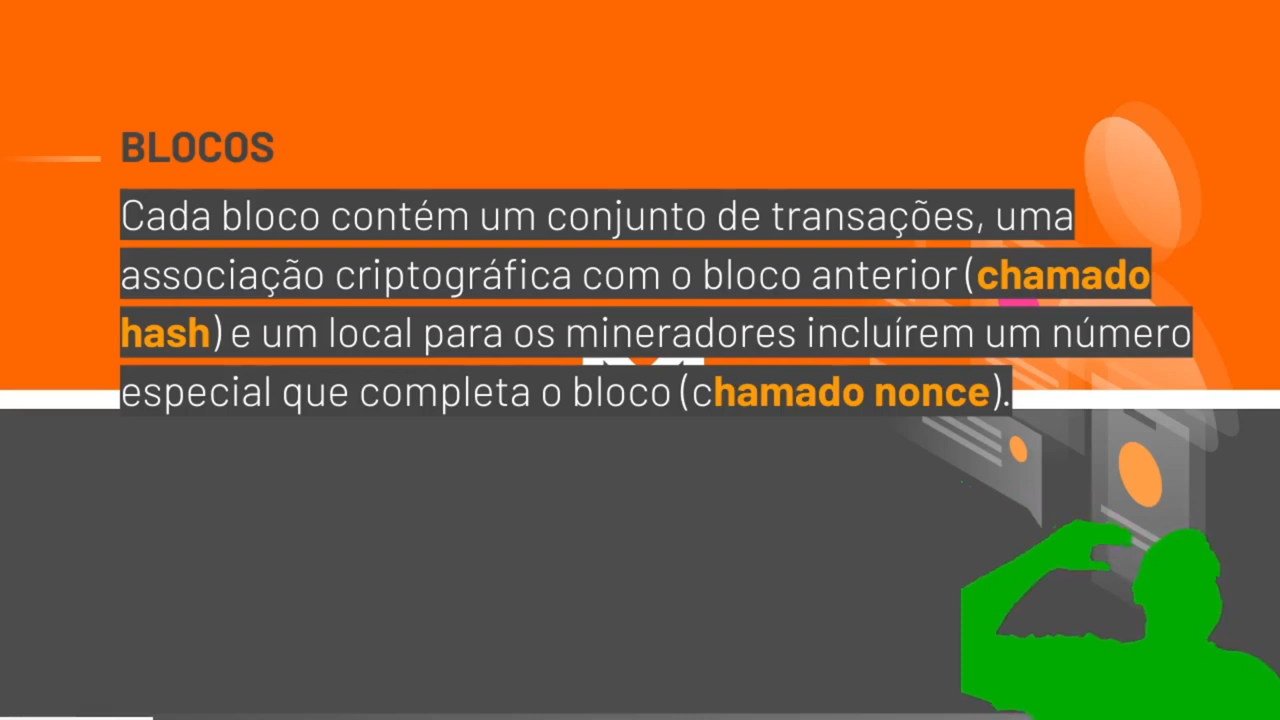 BLOCOS
Cada bloco contém um conjunto de transações, uma
associação criptográfica com o bloco anterior (chamado
hash) e um local para os mineradores incluírem um número
especial que completa o bloco (chamado nonce).